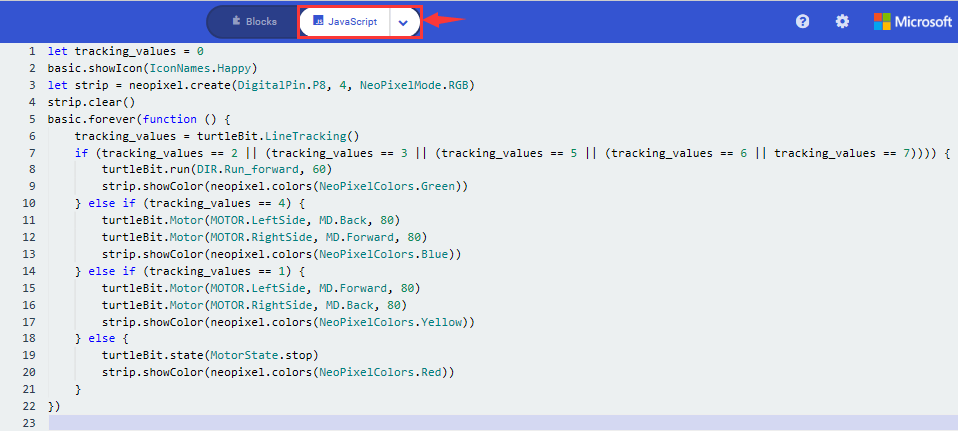 Blocks JavaScript Microsoft
1 let tracking_values = 0
2 basic.showIcon(IconNames.Happy)
3 let strip = neopixel.create(DigitalPin.P8, 4, NeoPixelMode.RGB)
4 strip.clear()
5 basic.forever(function () {
6     tracking_values = turtleBit.LineTracking()
7     if (tracking_values == 2 || (tracking_values == 3 || (tracking_values == 5 || (tracking_values == 6 || tracking_values == 7)))) {
8         turtleBit.run(DIR.Run_forward, 60)
9         strip.showColor(neopixel.colors(NeoPixelColors.Green))
10     } else if (tracking_values == 4) {
11         turtleBit.Motor(MOTOR.LeftSide, MD.Back, 80)
12         turtleBit.Motor(MOTOR.RightSide, MD.Forward, 80)
13         strip.showColor(neopixel.colors(NeoPixelColors.Blue))
14     } else if (tracking_values == 1) {
15         turtleBit.Motor(MOTOR.LeftSide, MD.Forward, 80)
16         turtleBit.Motor(MOTOR.RightSide, MD.Back, 80)
17         strip.showColor(neopixel.colors(NeoPixelColors.Yellow))
18     } else {
19         turtleBit.state(MotorState.stop)
20         strip.showColor(neopixel.colors(NeoPixelColors.Red))
21     }
22 })
23